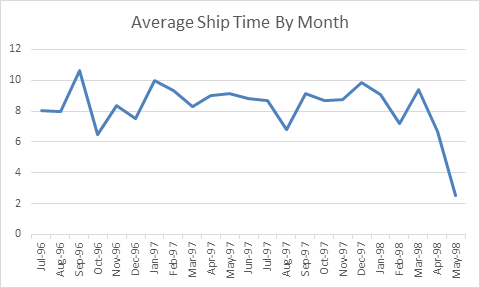 Average Ship Time By Month
12
10
8
6
4
2
0
Jul-96
Aug-96
Sep-96
Oct-96
Nov-96
Dec-96
Jan-97
Feb-97
Mar-97
Apr-97
May-97
Jun-97
Jul-97
Aug-97
Sep-97
Oct-97
Nov-97
Dec-97
Jan-98
Feb-98
Mar-98
Apr-98
May-98